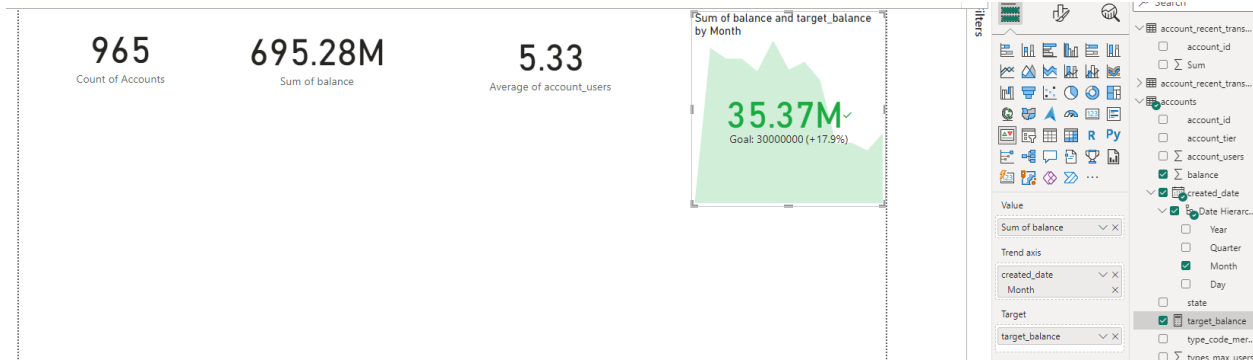 965
Count of Accounts
695.28M
Sum of balance
5.33
Average of account_users
Sum of balance and target_balance
by Month
35.37M
Goal: 30000000 (+17.9%)
Filters
123
R
Py
123
...
Value
Sum of balance
Trend axis
created_date
Month
Target
target_balance
Search
account_recent_trans...
account_id
Sum
account_recent_trans...
accounts
account_id
account_tier
account_users
balance
created_date
Date Hierarc...
Year
Quarter
Month
Day
state
target_balance
type_code_mer...
types_max_users